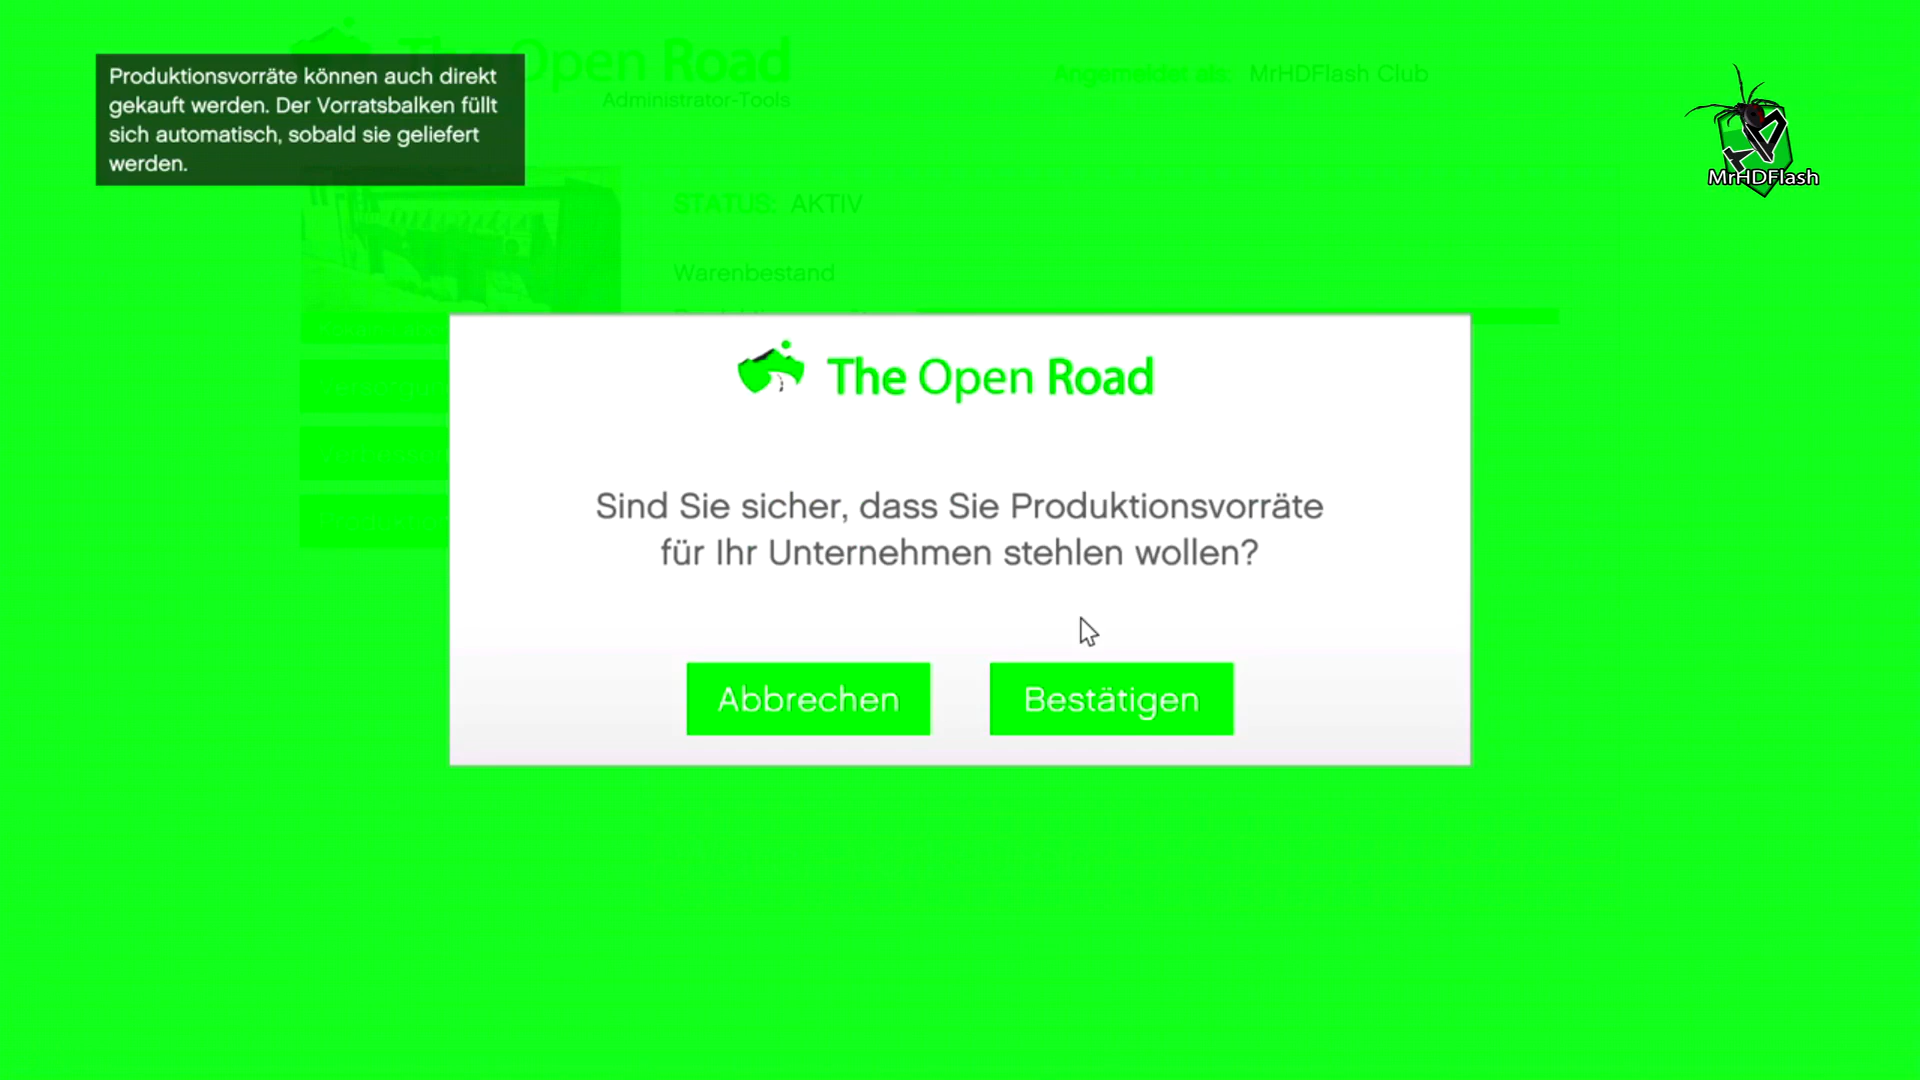 The Open Road
Administrator-Tools
Angemeldet als: MrHDFlash Club
Produktionsvorräte können auch direkt
gekauft werden. Der Vorratsbalken füllt
sich automatisch, sobald sie geliefert
werden.
MrHDFlash
STATUS: AKTIV
Warenbestand
The Open Road
Sind Sie sicher, dass Sie Produktionsvorräte
für Ihr Unternehmen stehlen wollen?
Abbrechen
Bestätigen